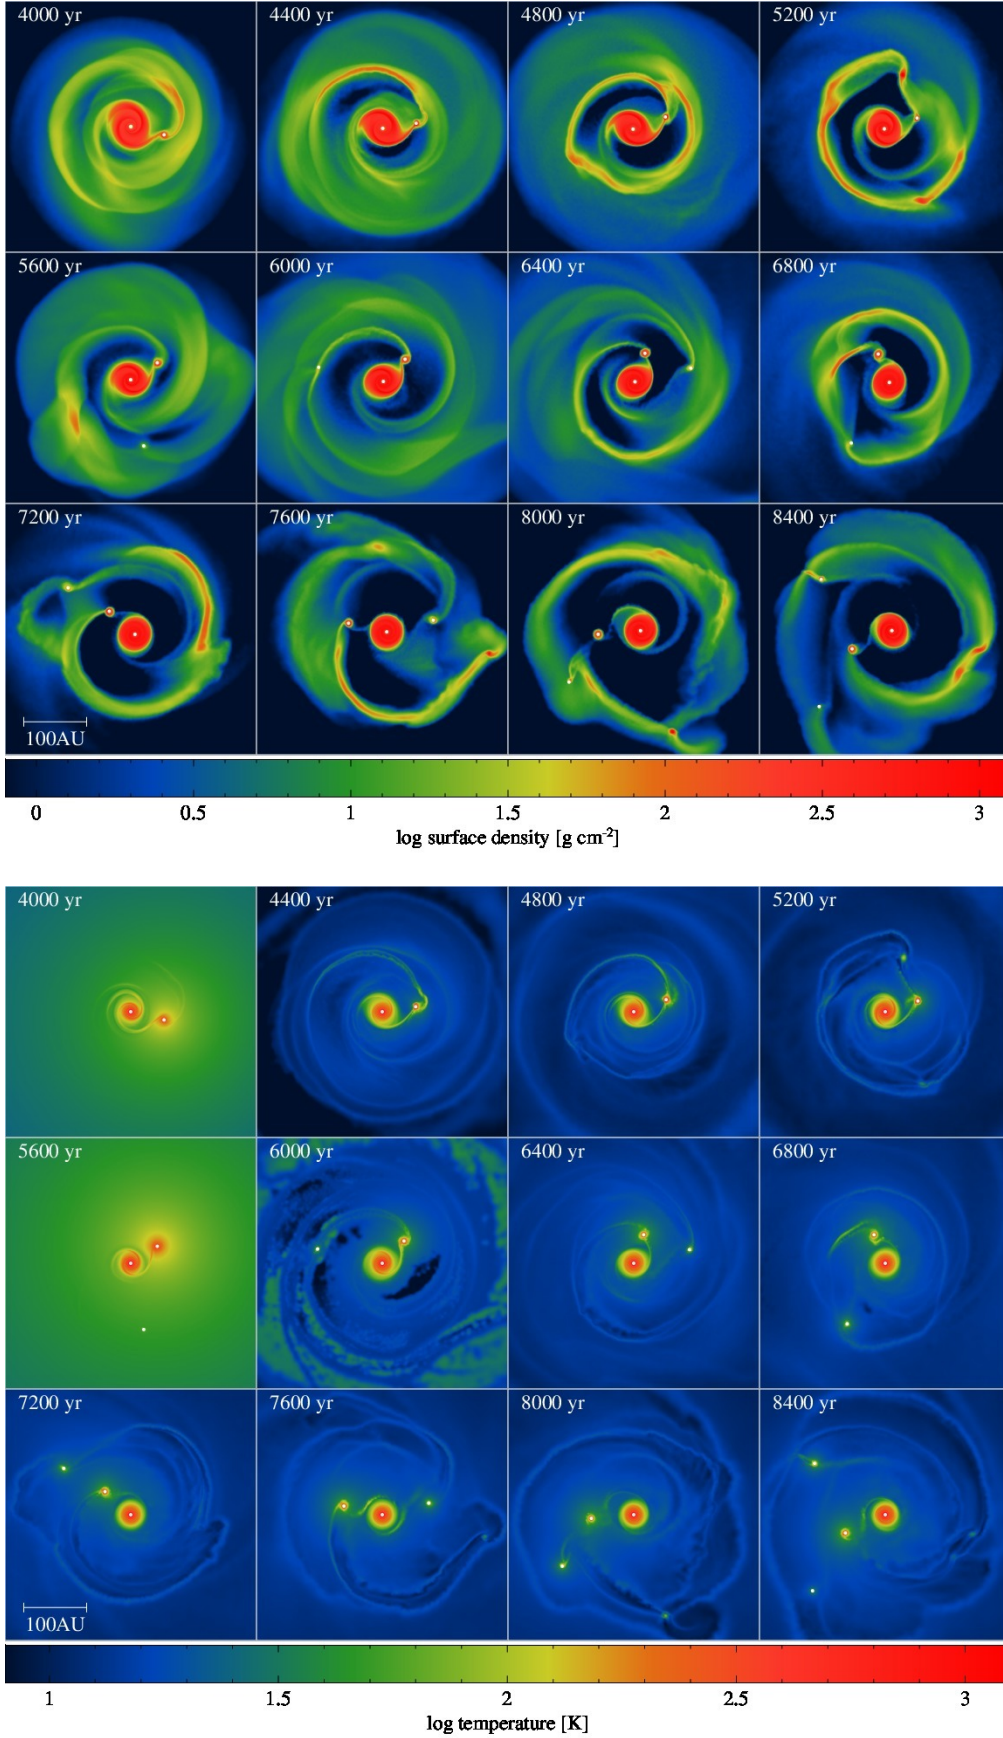 4000 yr 4400 yr 4800 yr 5200 yr
5600 yr 6000 yr 6400 yr 6800 yr
7200 yr 7600 yr 8000 yr 8400 yr
100AU
0 0.5 1 1.5 2 2.5 3
log surface density [g cm⁻²]
4000 yr 4400 yr 4800 yr 5200 yr
5600 yr 6000 yr 6400 yr 6800 yr
7200 yr 7600 yr 8000 yr 8400 yr
100AU
1 1.5 2 2.5 3
log temperature [K]